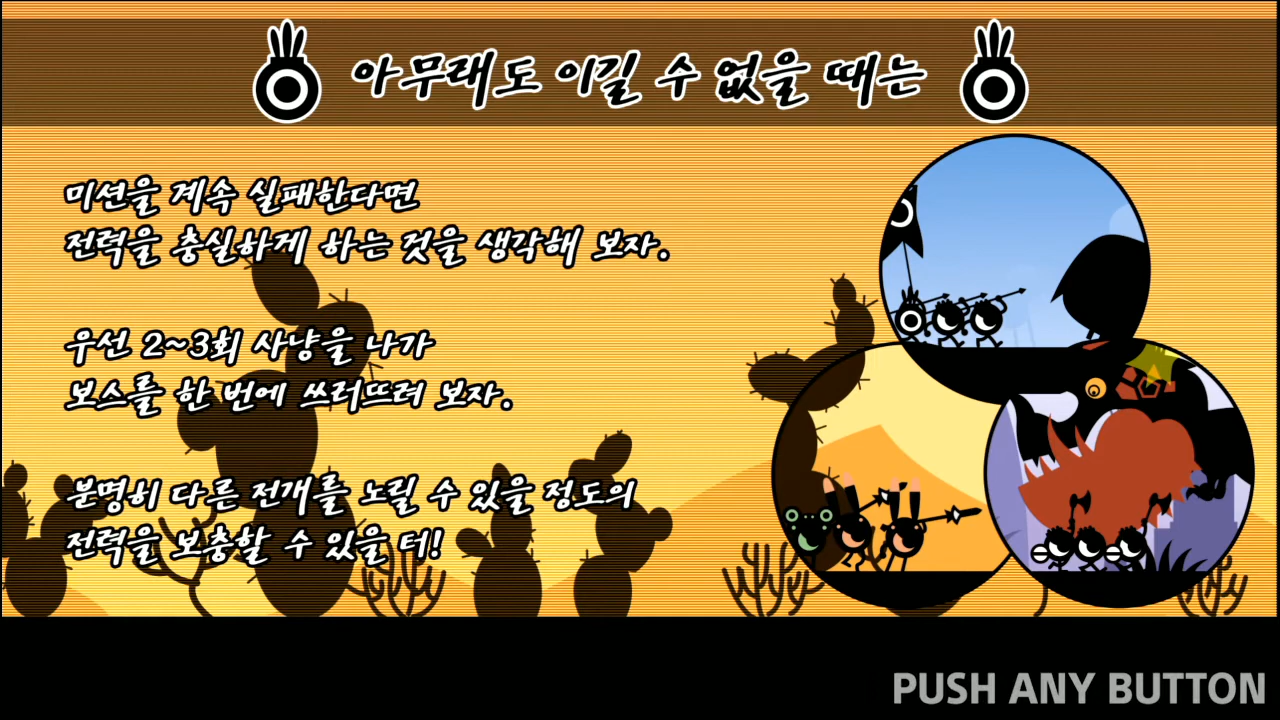 아무래도 이길 수 없을 때는
미션을 계속 실패한다면
전력을 충실하게 하는 것을 생각해 보자.
우선 2~3회 사냥을 나가
보스를 한 번에 쓰러뜨려 보자.
분명히 다른 전개를 노릴 수 있을 정도의
전력을 보충할 수 있을 터!
PUSH ANY BUTTON